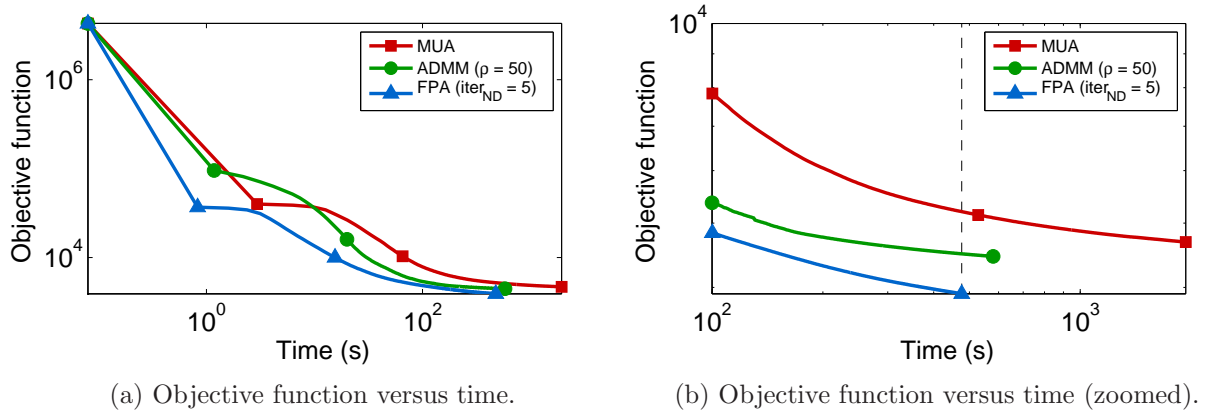 Objective function
10^6
10^4
MUA
ADMM (ρ = 50)
FPA (iter_ND = 5)
10^0
10^2
Time (s)
(a) Objective function versus time.
Objective function
10^4
MUA
ADMM (ρ = 50)
FPA (iter_ND = 5)
10^2
10^3
Time (s)
(b) Objective function versus time (zoomed).